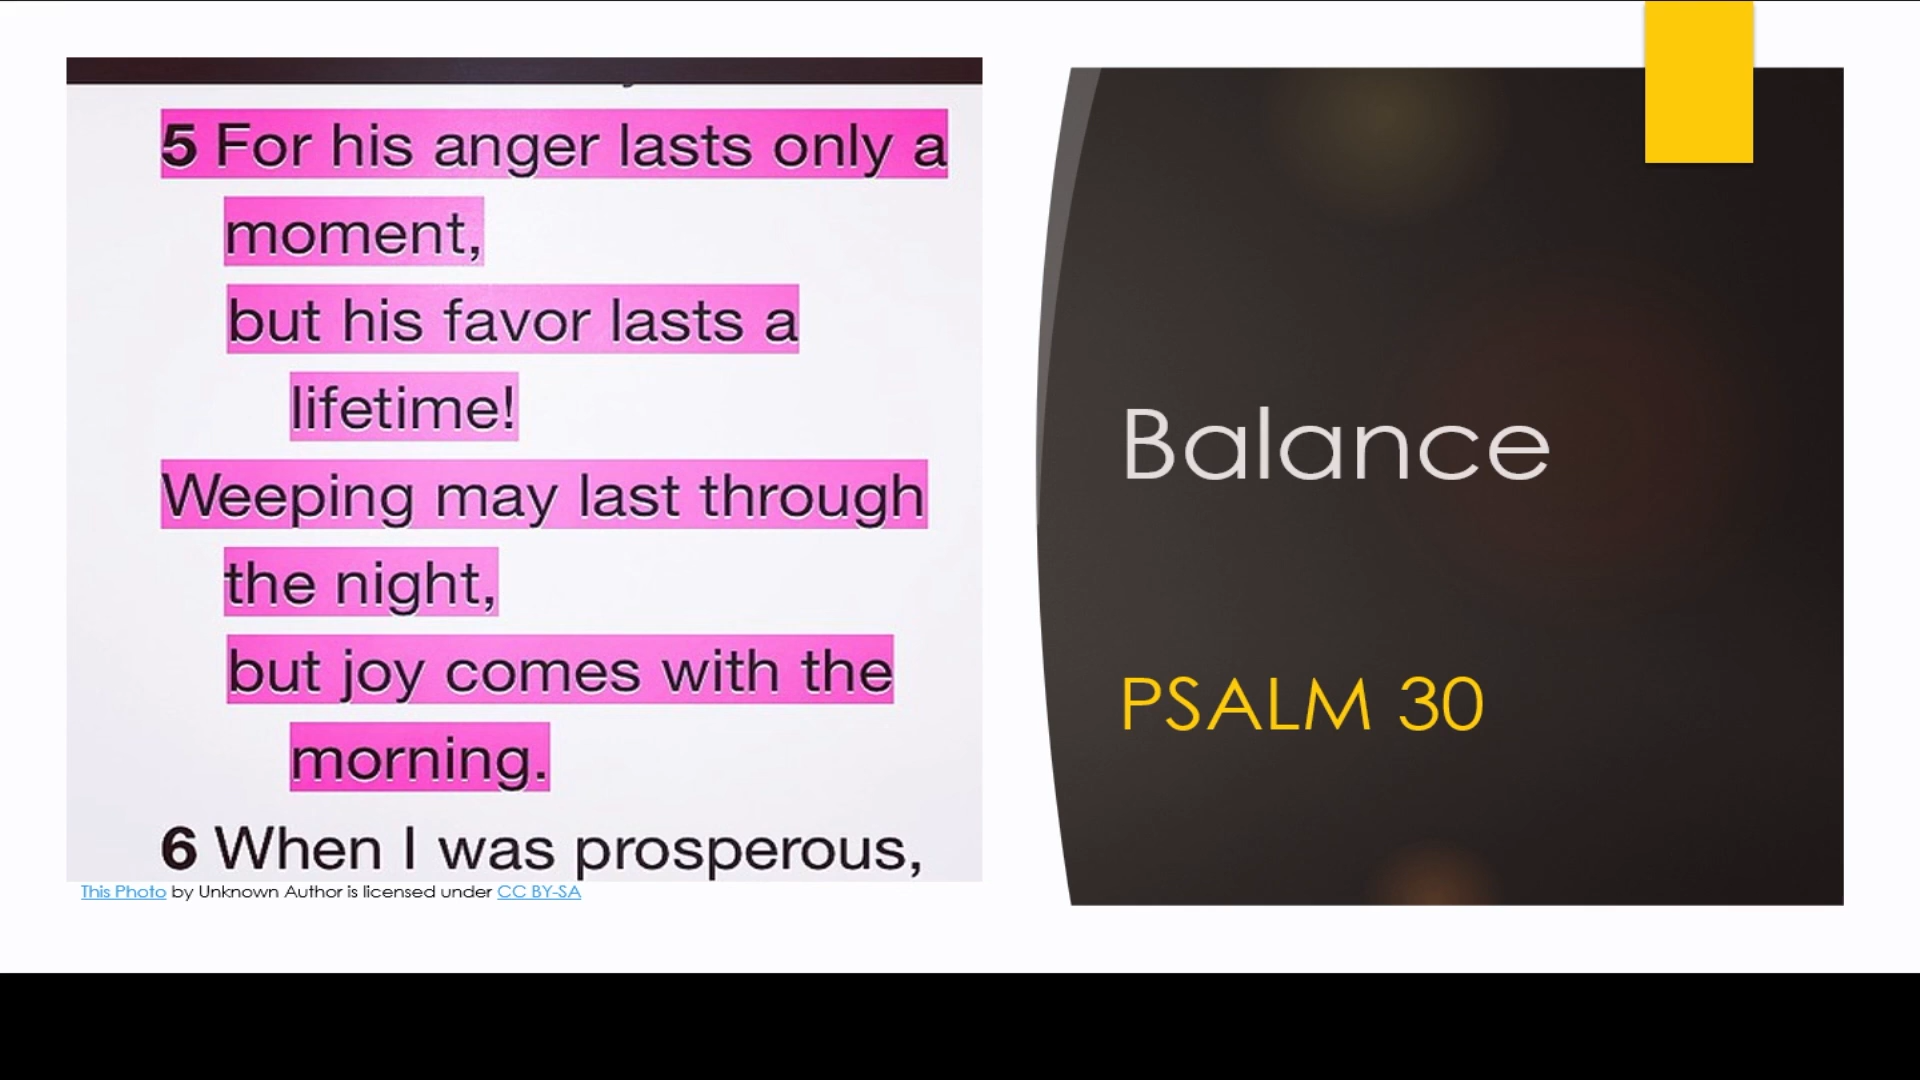 5 For his anger lasts only a
moment,
but his favor lasts a
lifetime!
Weeping may last through
the night,
but joy comes with the
morning.
6 When I was prosperous,
This Photo by Unknown Author is licensed under CC BY-SA
Balance
PSALM 30